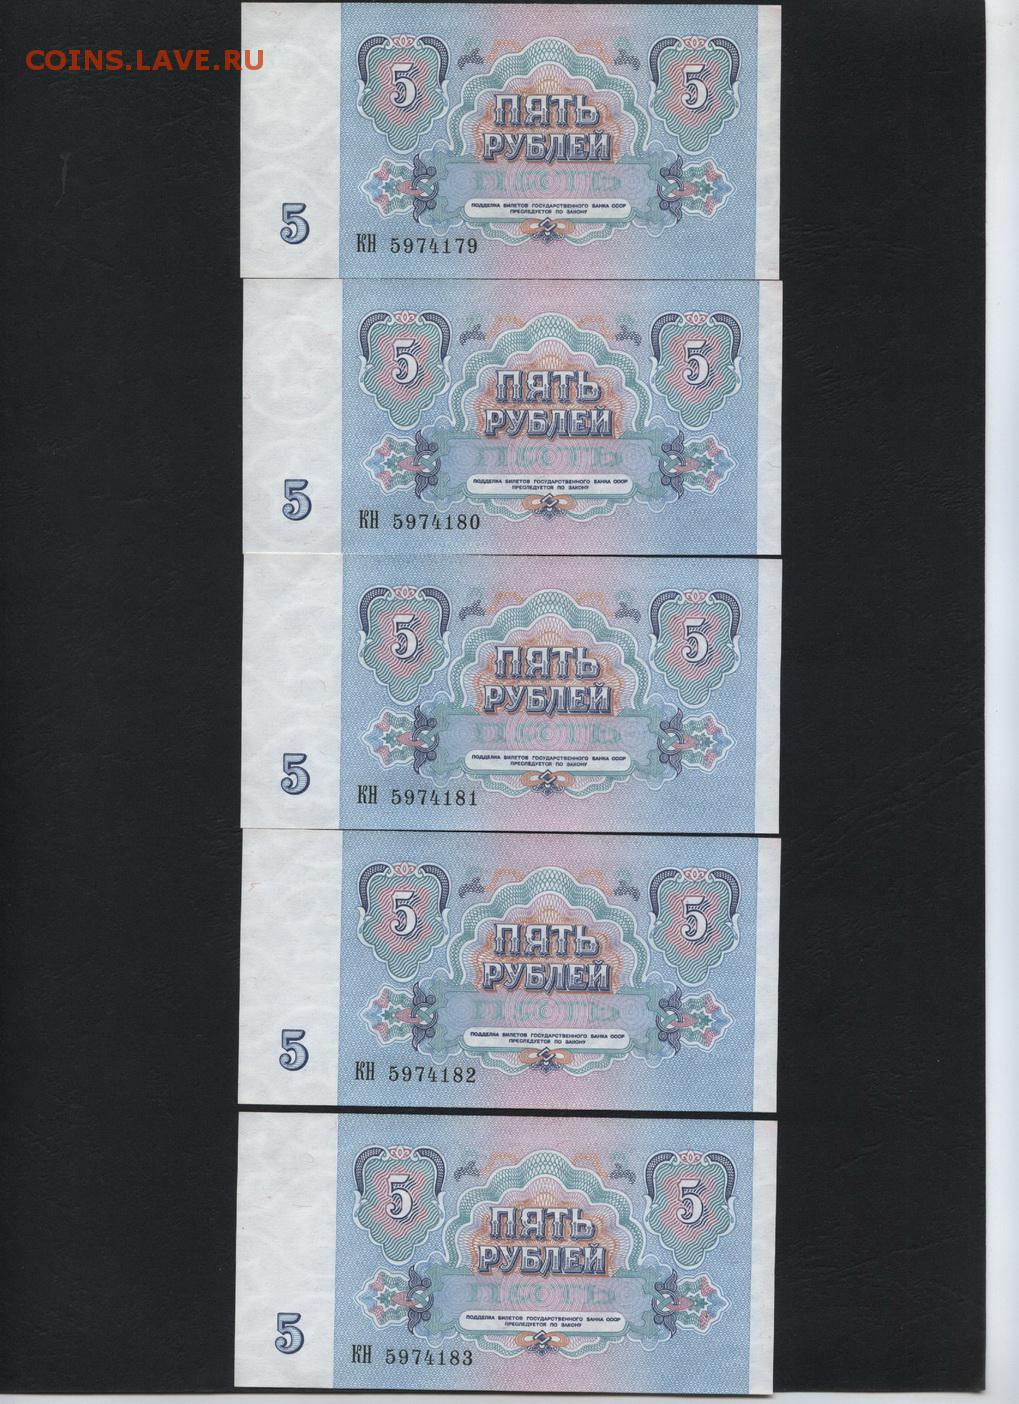 COINS.LAVE.RU
5 5
ПЯТЬ
РУБЛЕЙ
ПОДДЕЛКА БИЛЕТОВ ГОСУДАРСТВЕННОГО БАНКА СССР
ПРЕСЛЕДУЕТСЯ ПО ЗАКОНУ
5
КН 5974179
5 5
ПЯТЬ
РУБЛЕЙ
ПОДДЕЛКА БИЛЕТОВ ГОСУДАРСТВЕННОГО БАНКА СССР
ПРЕСЛЕДУЕТСЯ ПО ЗАКОНУ
5
КН 5974180
5 5
ПЯТЬ
РУБЛЕЙ
ПОДДЕЛКА БИЛЕТОВ ГОСУДАРСТВЕННОГО БАНКА СССР
ПРЕСЛЕДУЕТСЯ ПО ЗАКОНУ
5
КН 5974181
5 5
ПЯТЬ
РУБЛЕЙ
ПОДДЕЛКА БИЛЕТОВ ГОСУДАРСТВЕННОГО БАНКА СССР
ПРЕСЛЕДУЕТСЯ ПО ЗАКОНУ
5
КН 5974182
5 5
ПЯТЬ
РУБЛЕЙ
ПОДДЕЛКА БИЛЕТОВ ГОСУДАРСТВЕННОГО БАНКА СССР
ПРЕСЛЕДУЕТСЯ ПО ЗАКОНУ
5
КН 5974183